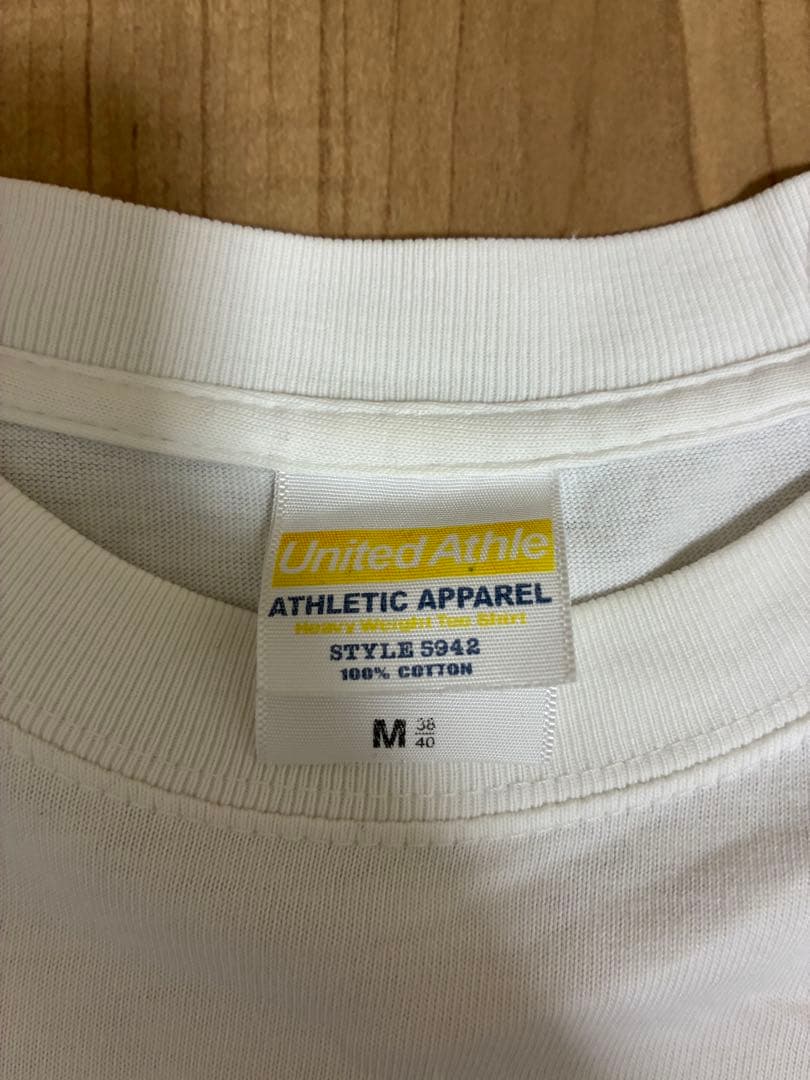 United Athle
ATHLETIC APPAREL
Heavy Weight Tee Shirt
STYLE 5942
100% COTTON
M 38
40